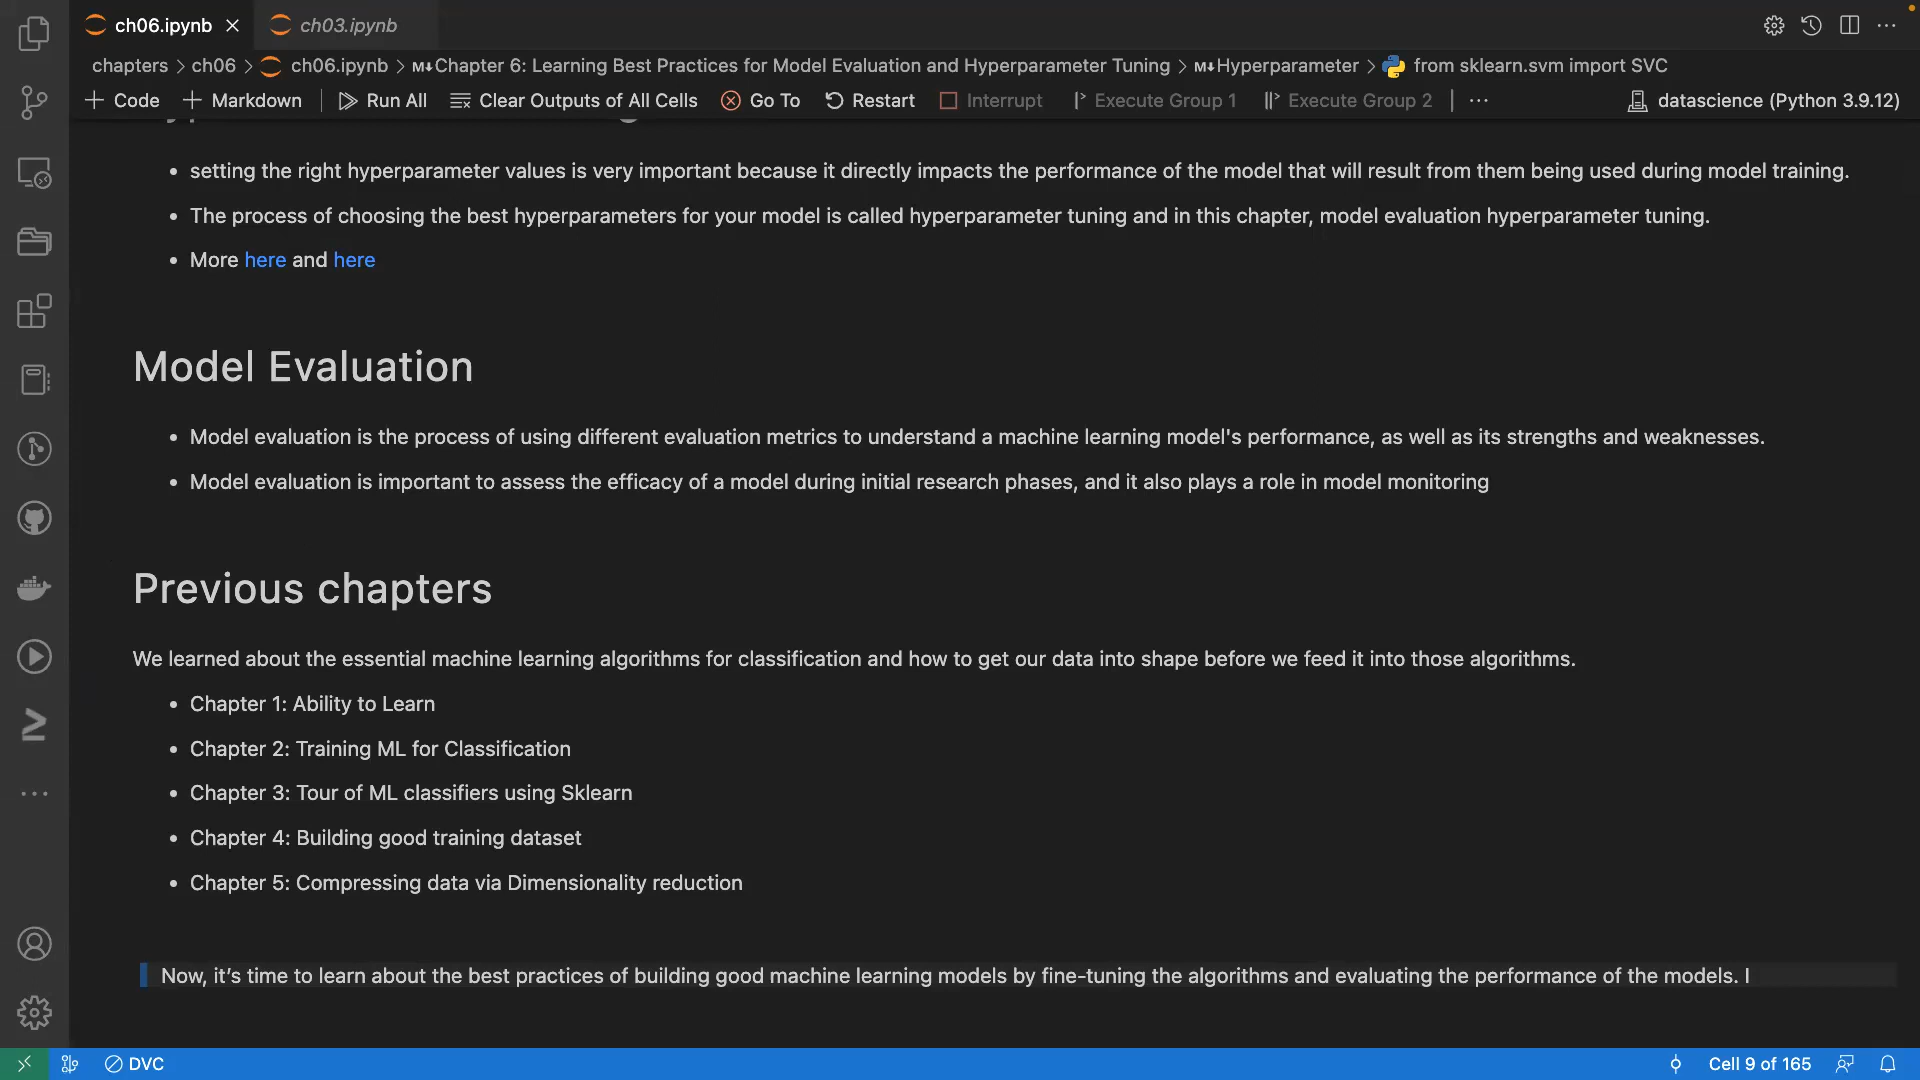 ch06.ipynb
ch03.ipynb
chapters > ch06 > ch06.ipynb > M↓Chapter 6: Learning Best Practices for Model Evaluation and Hyperparameter Tuning > M↓Hyperparameter > from sklearn.svm import SVC
+ Code + Markdown | Run All Clear Outputs of All Cells Go To Restart Interrupt Execute Group 1 Execute Group 2 | ... datascience (Python 3.9.12)
• setting the right hyperparameter values is very important because it directly impacts the performance of the model that will result from them being used during model training.
• The process of choosing the best hyperparameters for your model is called hyperparameter tuning and in this chapter, model evaluation hyperparameter tuning.
• More here and here
Model Evaluation
• Model evaluation is the process of using different evaluation metrics to understand a machine learning model's performance, as well as its strengths and weaknesses.
• Model evaluation is important to assess the efficacy of a model during initial research phases, and it also plays a role in model monitoring
Previous chapters
We learned about the essential machine learning algorithms for classification and how to get our data into shape before we feed it into those algorithms.
• Chapter 1: Ability to Learn
• Chapter 2: Training ML for Classification
• Chapter 3: Tour of ML classifiers using Sklearn
• Chapter 4: Building good training dataset
• Chapter 5: Compressing data via Dimensionality reduction
Now, it’s time to learn about the best practices of building good machine learning models by fine-tuning the algorithms and evaluating the performance of the models. I
DVC
Cell 9 of 165